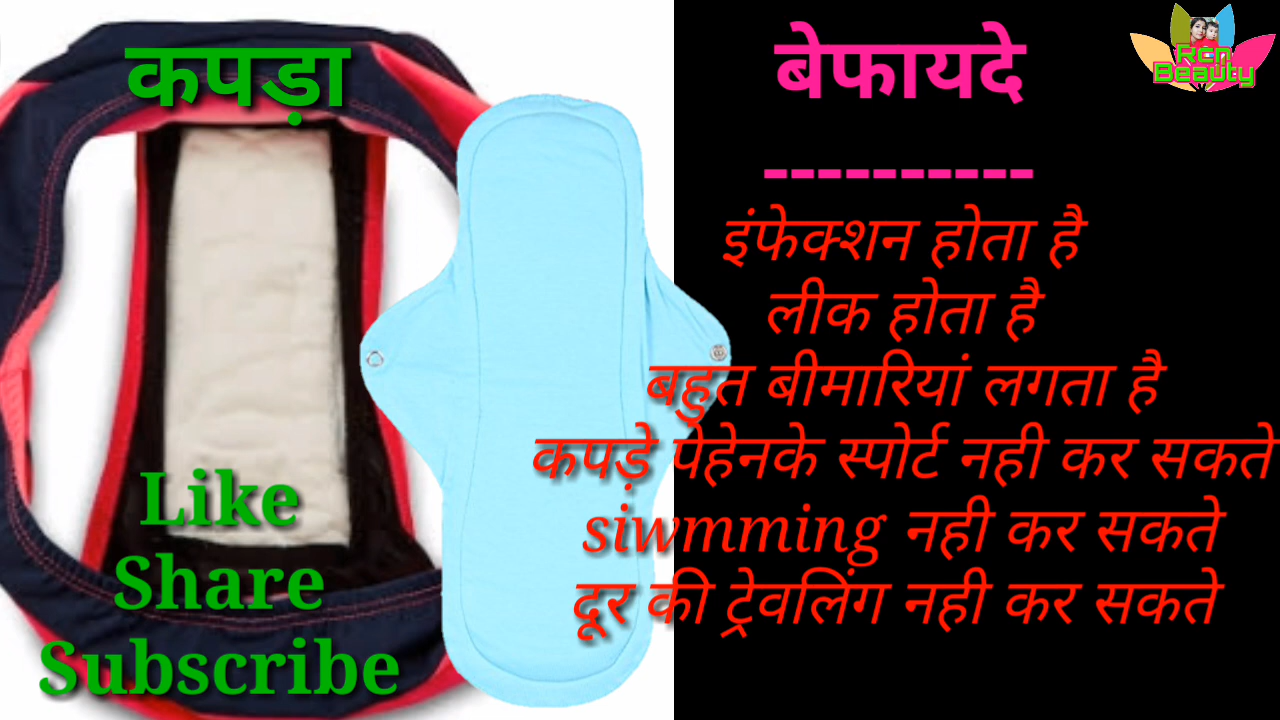 कपड़ा
Like
Share
Subscribe
बेफायदे
----------
इंफेक्शन होता है
लीक होता है
बहुत बीमारियां लगता है
कपड़े पेहेनके स्पोर्ट नही कर सकते
siwmming नही कर सकते
दूर की ट्रेवलिंग नही कर सकते
Rcn
Beauty